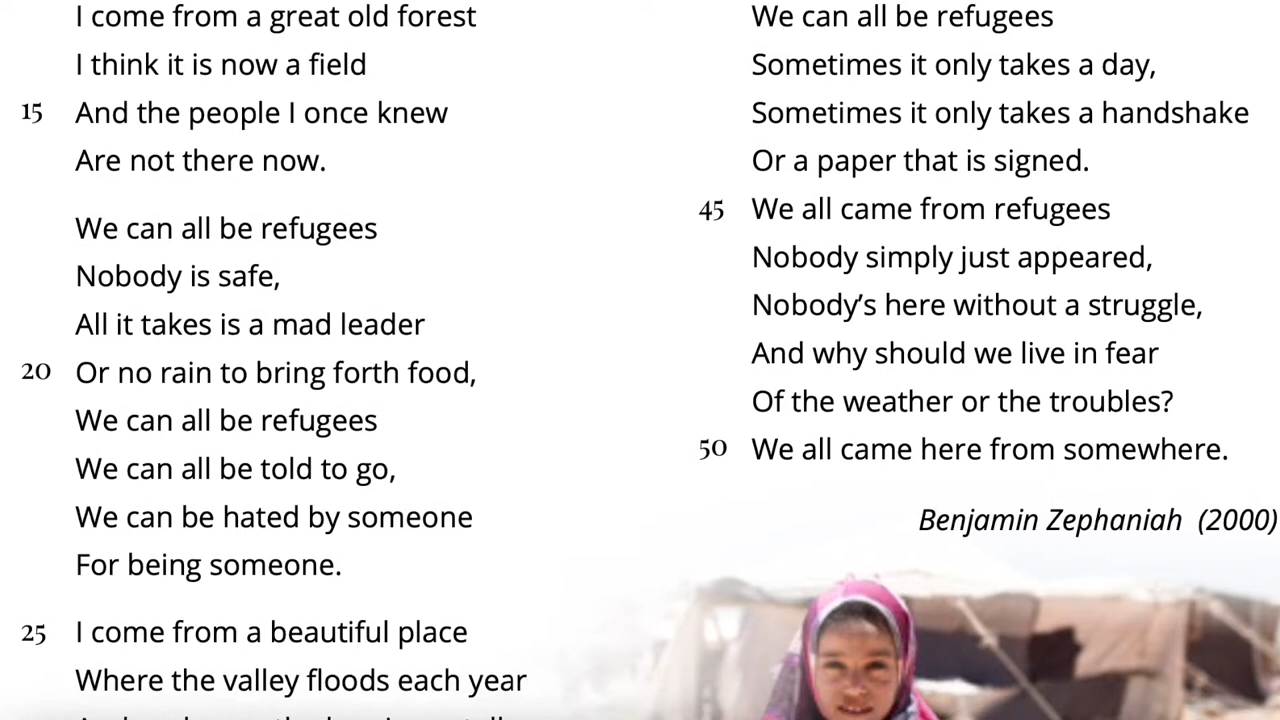 I come from a great old forest
I think it is now a field
15 And the people I once knew
Are not there now.
We can all be refugees
Nobody is safe,
All it takes is a mad leader
20 Or no rain to bring forth food,
We can all be refugees
We can all be told to go,
We can be hated by someone
For being someone.
25 I come from a beautiful place
Where the valley floods each year
We can all be refugees
Sometimes it only takes a day,
Sometimes it only takes a handshake
Or a paper that is signed.
45 We all came from refugees
Nobody simply just appeared,
Nobody’s here without a struggle,
And why should we live in fear
Of the weather or the troubles?
50 We all came here from somewhere.
Benjamin Zephaniah (2000)